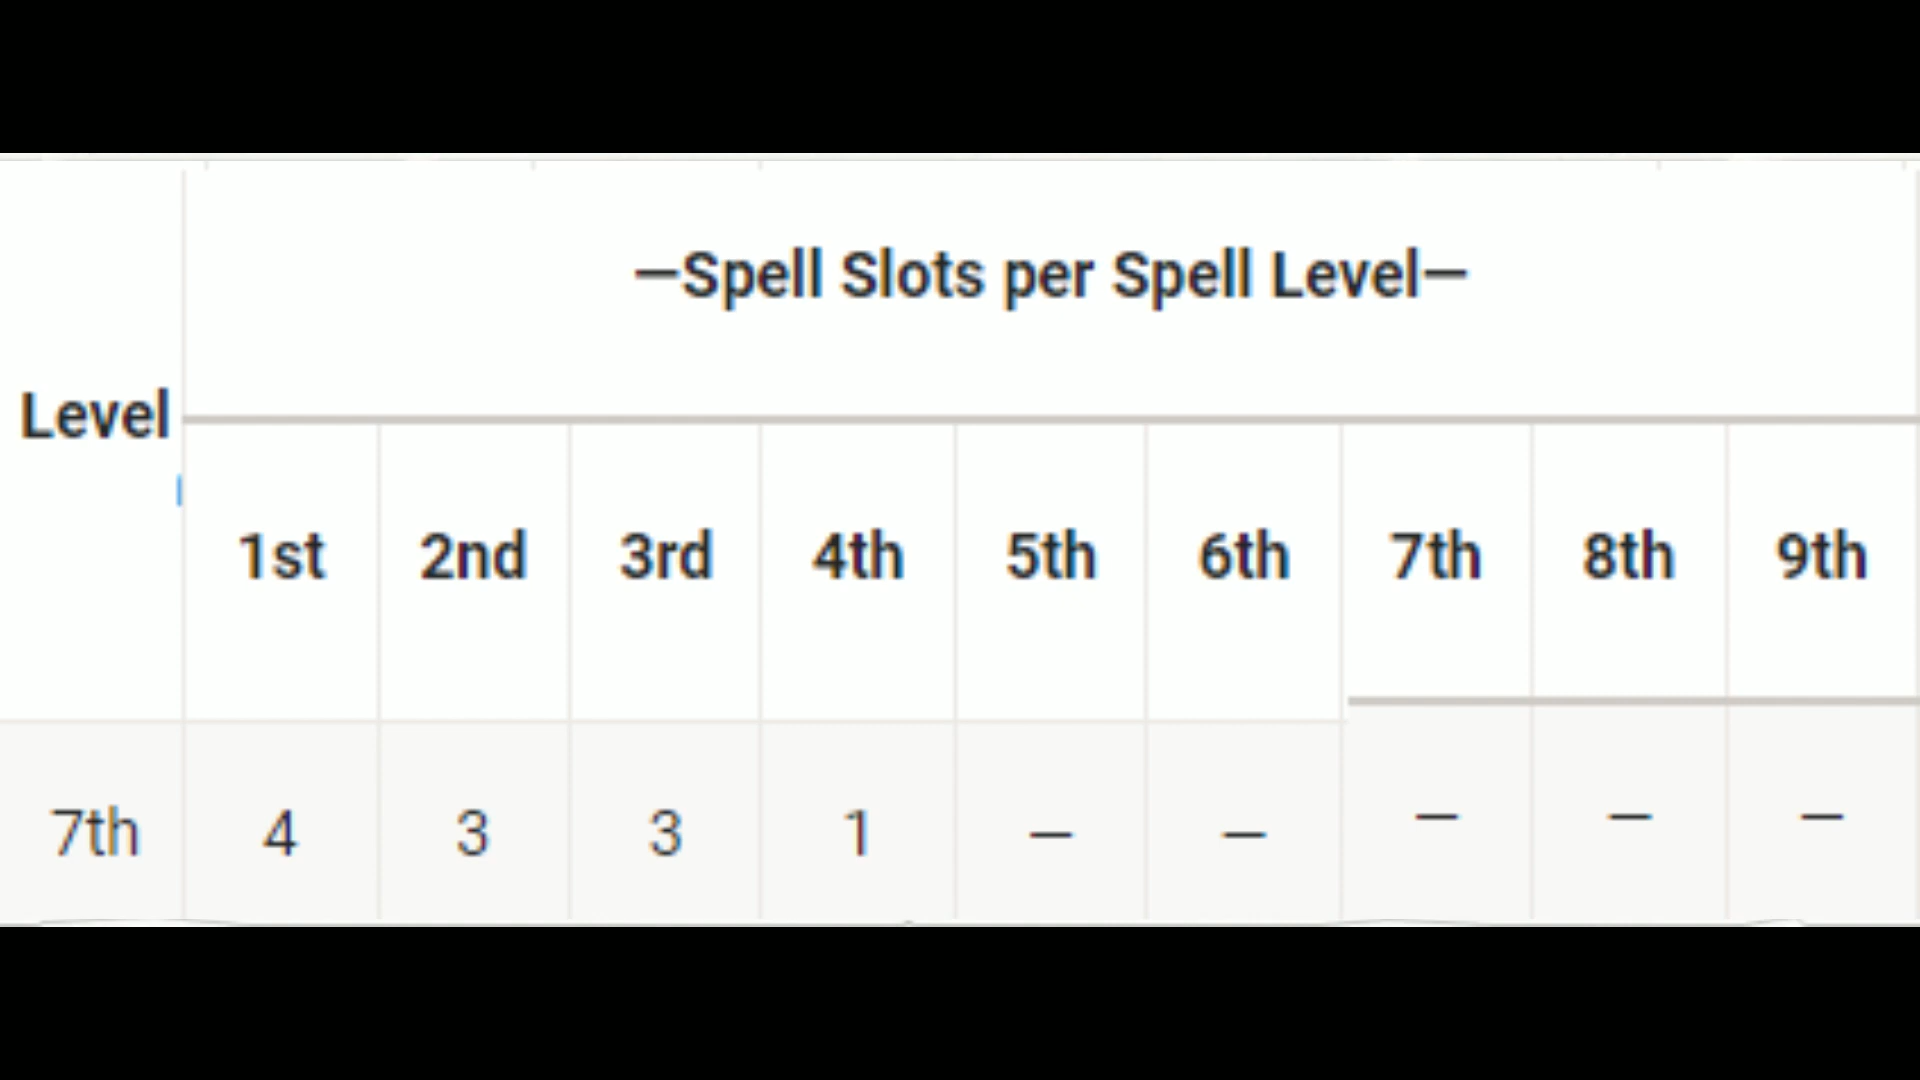 —Spell Slots per Spell Level—
Level
1st 2nd 3rd 4th 5th 6th 7th 8th 9th
7th 4 3 3 1 — — — — —